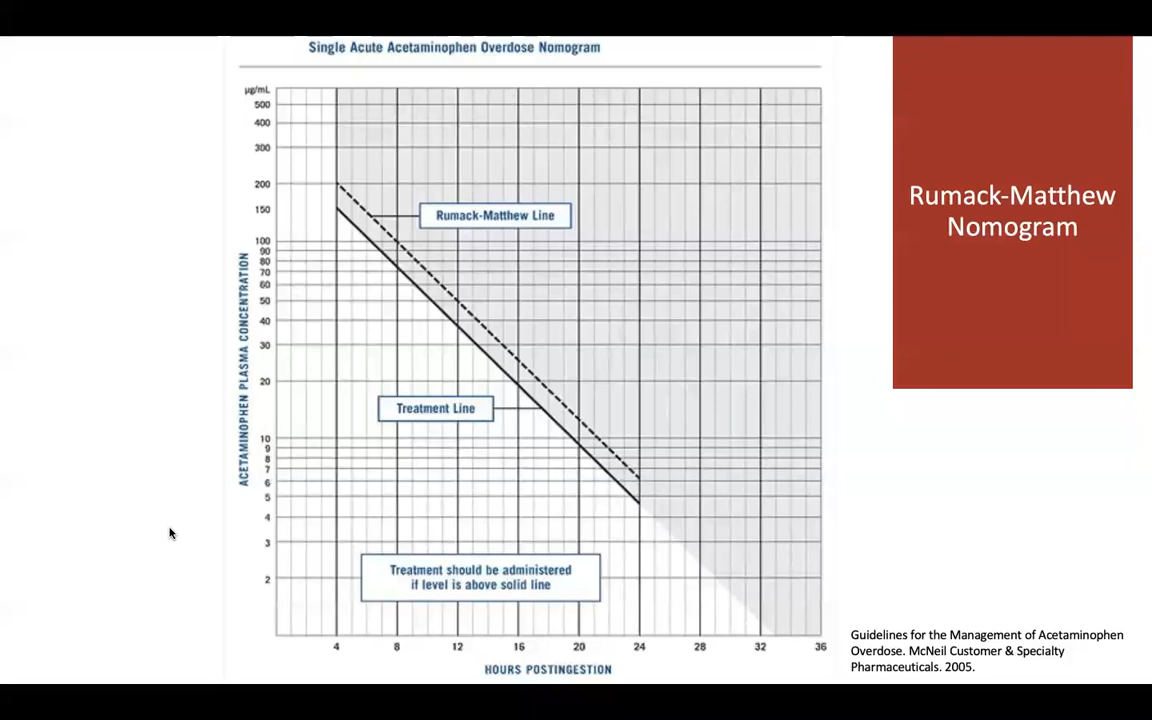 Single Acute Acetaminophen Overdose Nomogram
µg/mL
500
400
300
200
150
100
90
80
70
60
50
40
30
20
10
9
8
7
6
5
4
3
2
ACETAMINOPHEN PLASMA CONCENTRATION
Rumack-Matthew Line
Treatment Line
Treatment should be administered
if level is above solid line
4 8 12 16 20 24 28 32 36
HOURS POSTINGESTION
Rumack-Matthew
Nomogram
Guidelines for the Management of Acetaminophen
Overdose. McNeil Customer & Specialty
Pharmaceuticals. 2005.